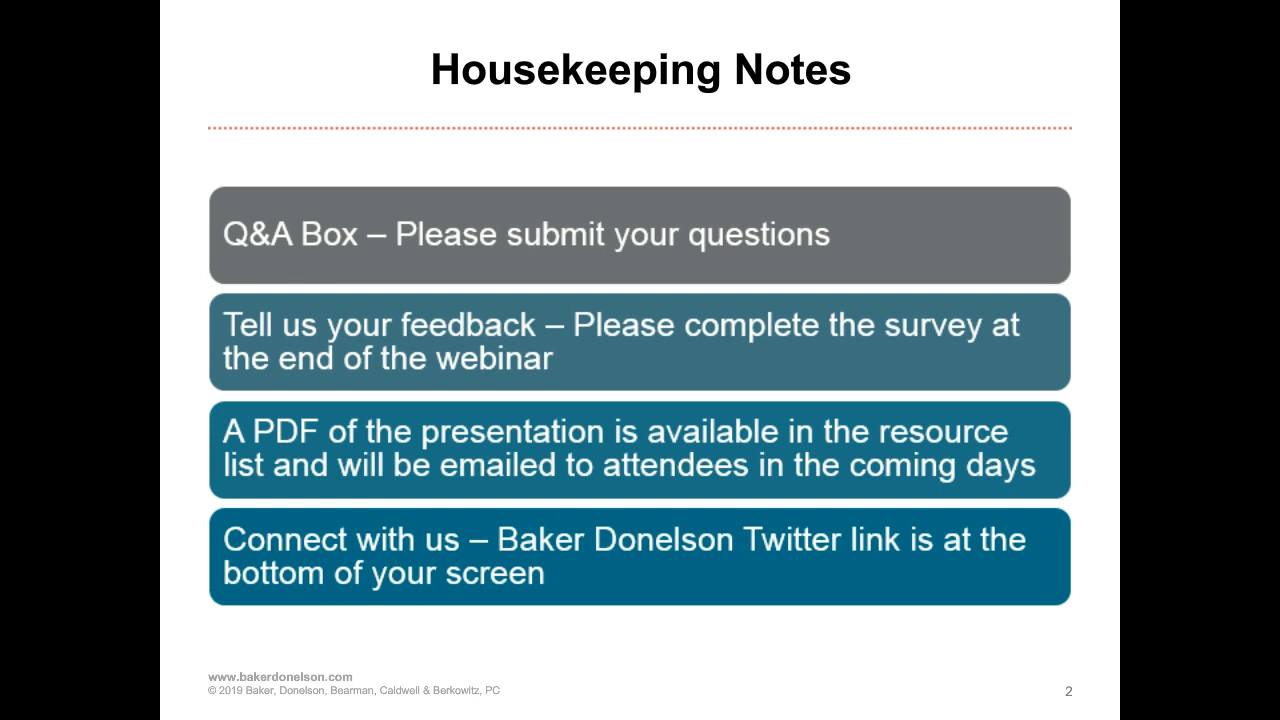 Housekeeping Notes
Q&A Box – Please submit your questions
Tell us your feedback – Please complete the survey at
the end of the webinar
A PDF of the presentation is available in the resource
list and will be emailed to attendees in the coming days
Connect with us – Baker Donelson Twitter link is at the
bottom of your screen
www.bakerdonelson.com
© 2019 Baker, Donelson, Bearman, Caldwell & Berkowitz, PC
2